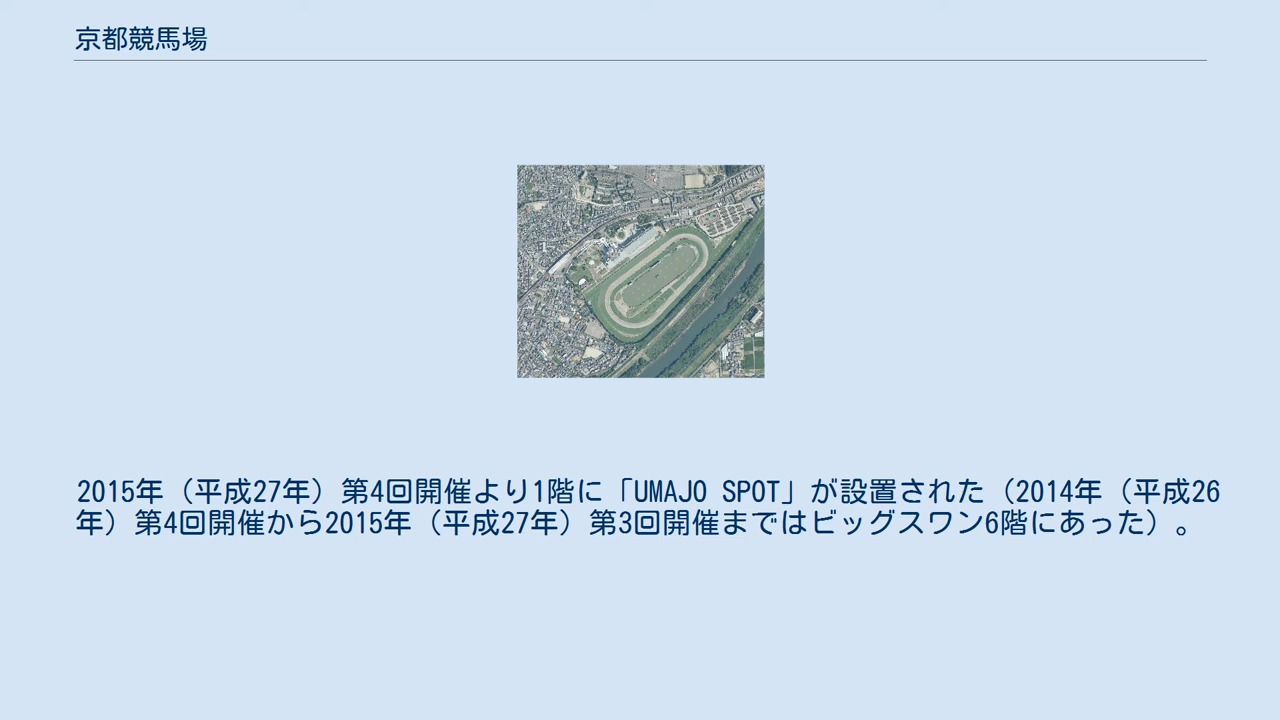 京都競馬場
2015年（平成27年）第4回開催より1階に「UMAJO SPOT」が設置された（2014年（平成26
年）第4回開催から2015年（平成27年）第3回開催まではビッグスワン6階にあった）。